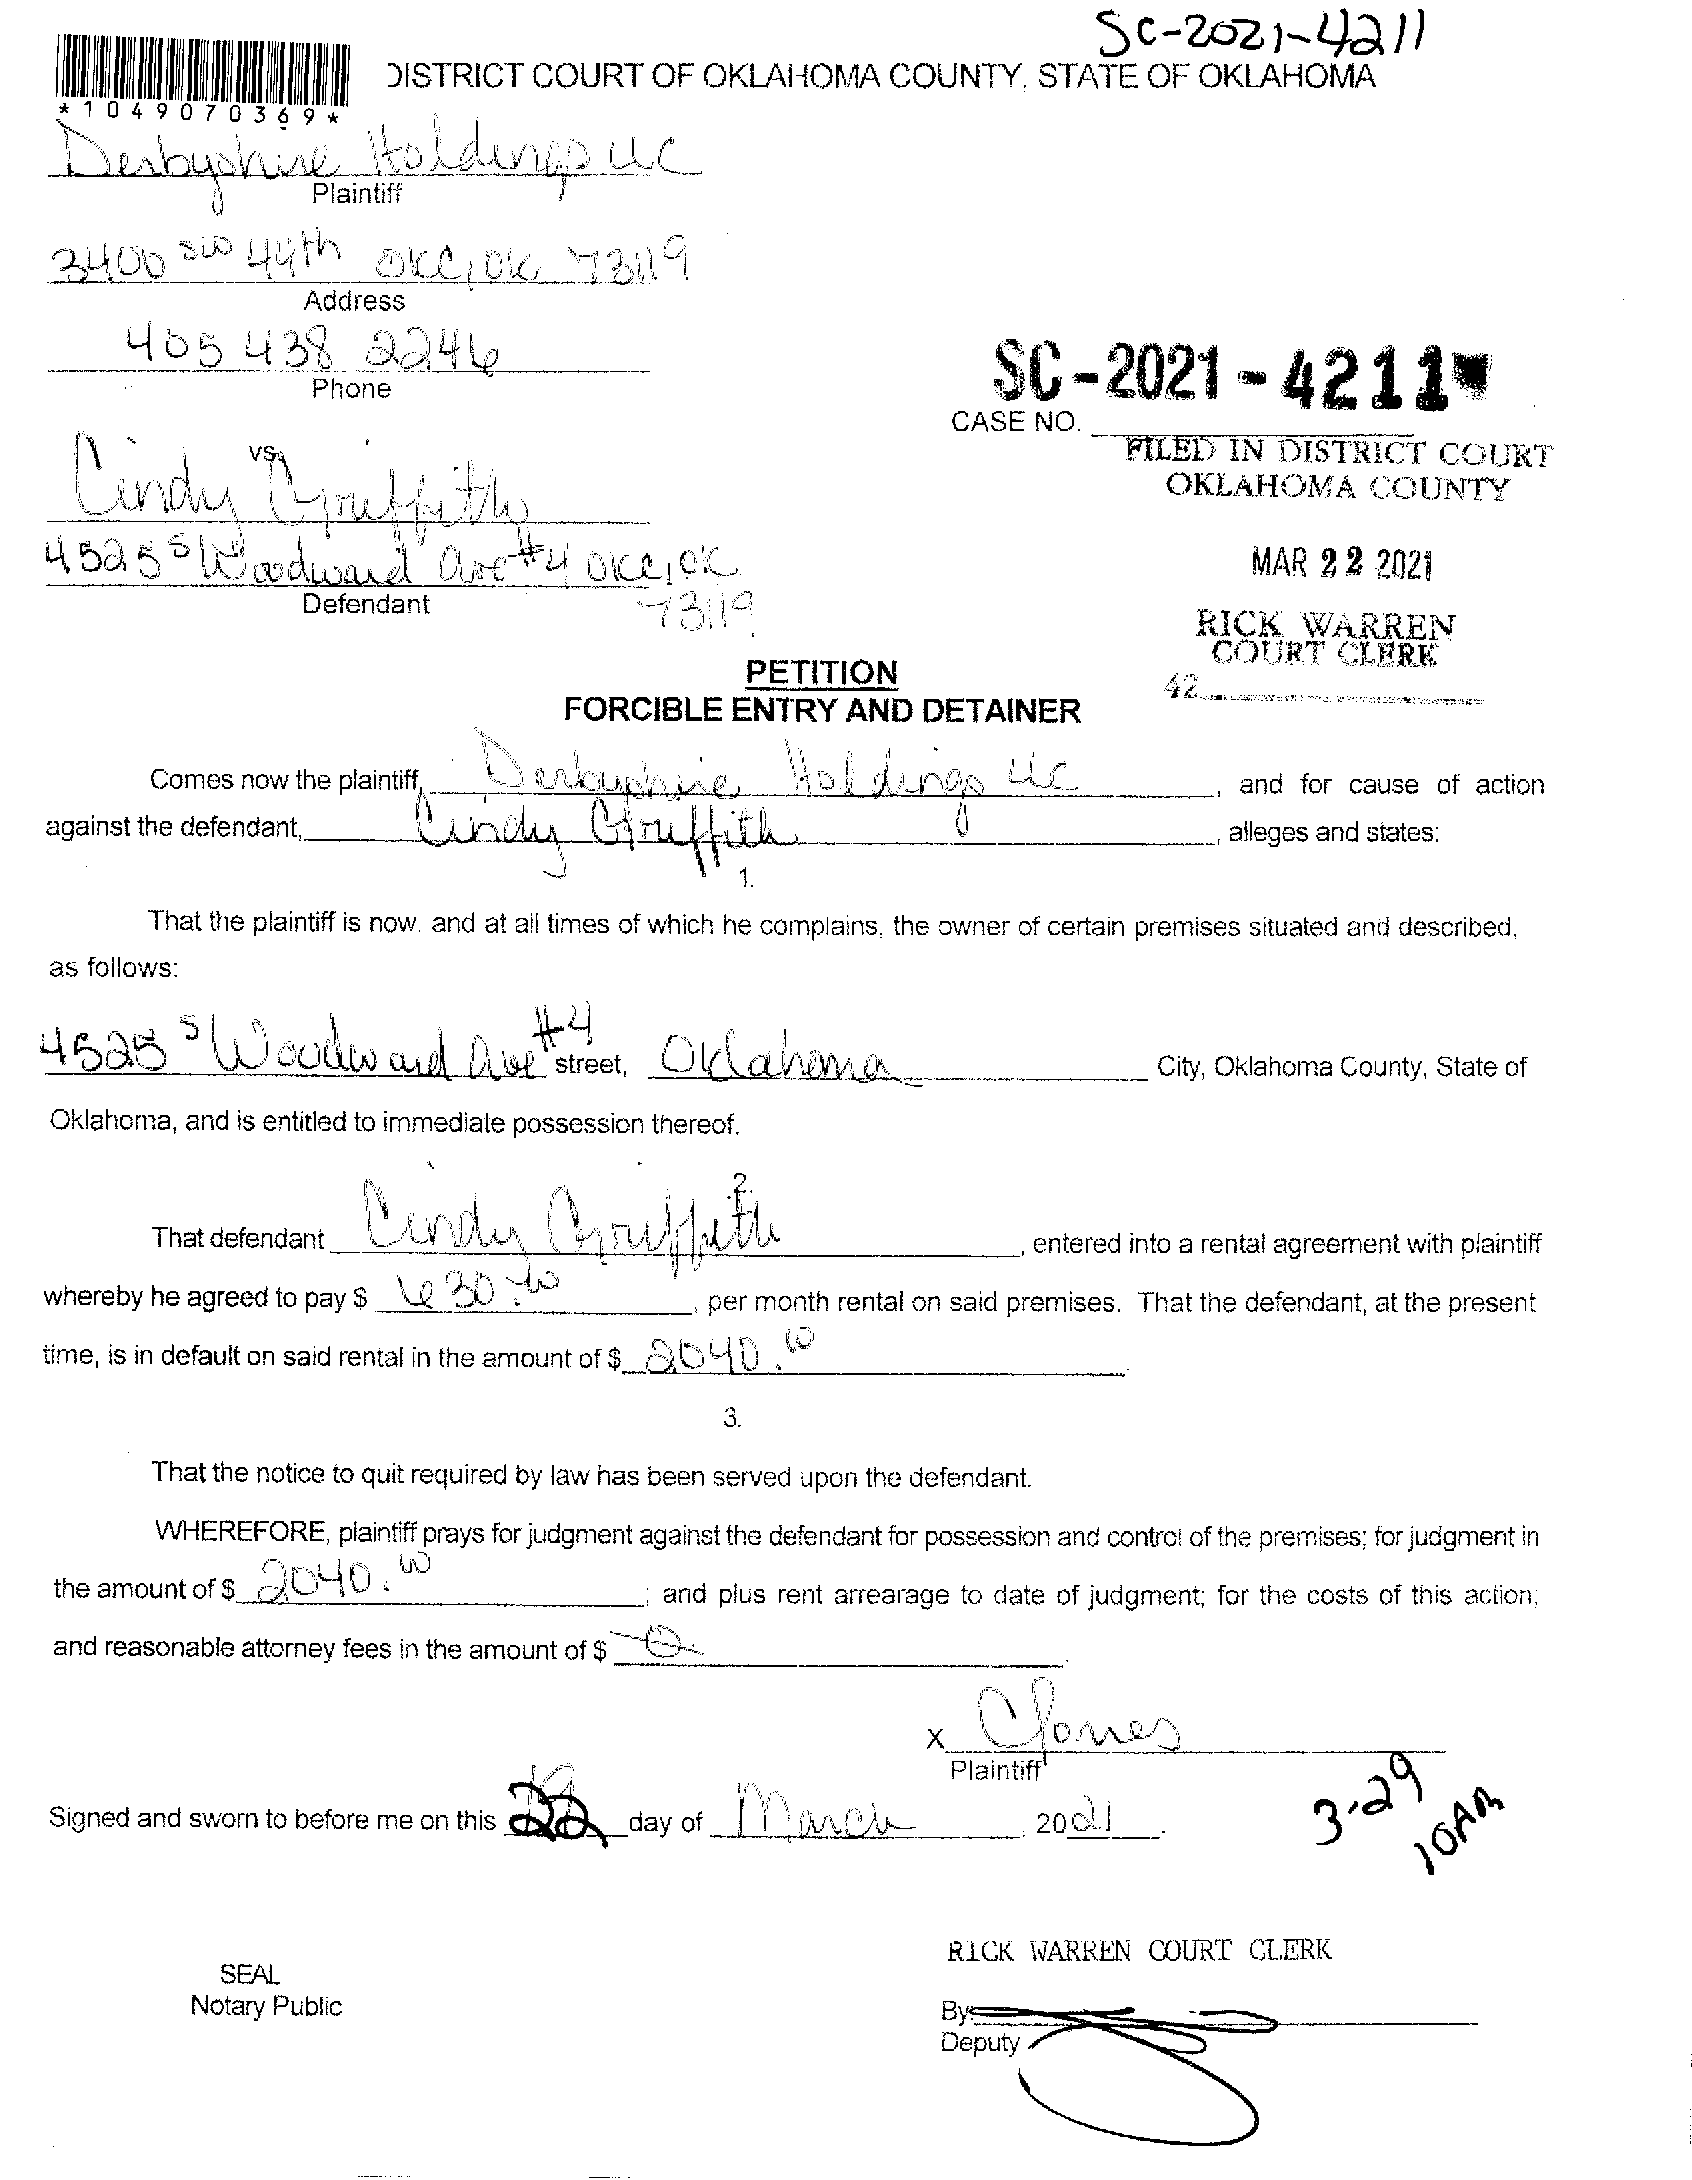 SC-2021-4211
DISTRICT COURT OF OKLAHOMA COUNTY, STATE OF OKLAHOMA
*1049070369*
Derbyshire Holdings LLC
Plaintiff
3400 SW 44th OKC, OK 73119
Address
405 438 2246
Phone
SC-2021-4211
CASE NO.
FILED IN DISTRICT COURT
OKLAHOMA COUNTY
MAR 22 2021
RICK WARREN
COURT CLERK
42
vs.
Cindy Griffith
4525 S Woodward Ave #4 OKC, OK
73119
Defendant
PETITION
FORCIBLE ENTRY AND DETAINER
Comes now the plaintiff, Derbyshire Holdings LLC, and for cause of action
against the defendant, Cindy Griffith, alleges and states:
1.
That the plaintiff is now, and at all times of which he complains, the owner of certain premises situated and described,
as follows:
4525 S Woodward Ave #4 street, Oklahoma City, Oklahoma County, State of
Oklahoma, and is entitled to immediate possession thereof.
2.
That defendant Cindy Griffith, entered into a rental agreement with plaintiff
whereby he agreed to pay $ 630.00, per month rental on said premises. That the defendant, at the present
time, is in default on said rental in the amount of $ 2040.00.
3.
That the notice to quit required by law has been served upon the defendant.
WHEREFORE, plaintiff prays for judgment against the defendant for possession and control of the premises; for judgment in
the amount of $ 2040.00; and plus rent arrearage to date of judgment; for the costs of this action;
and reasonable attorney fees in the amount of $ 0.
X CJones
Plaintiff
Signed and sworn to before me on this 22 day of March, 2021.
3-29
10AM
SEAL
Notary Public
RICK WARREN COURT CLERK
By:
Deputy